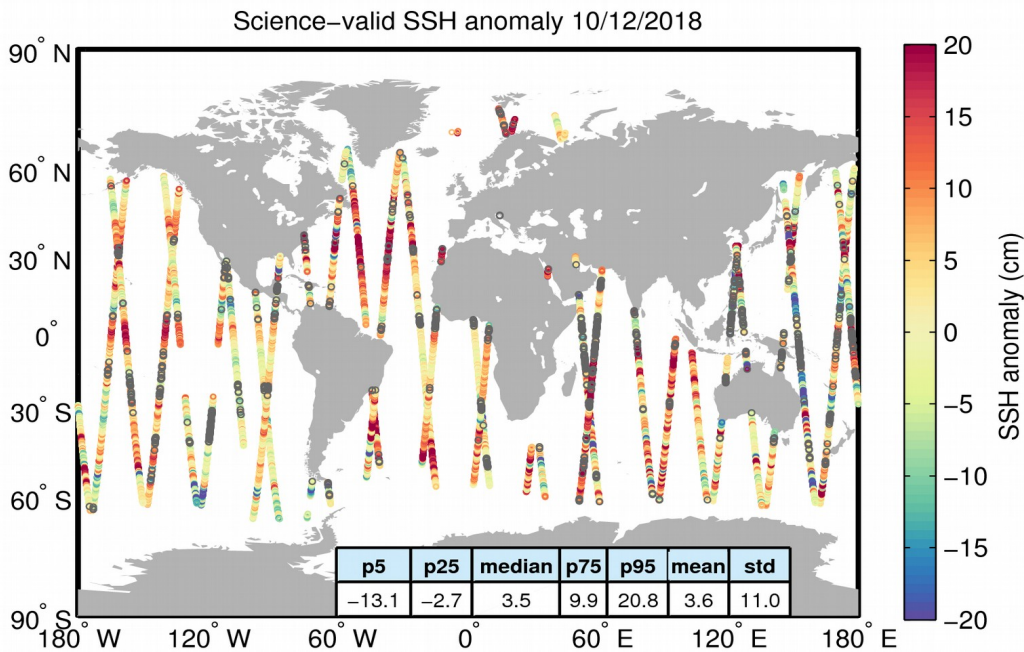 Science−valid SSH anomaly 10/12/2018
90° N
60° N
30° N
0°
30° S
60° S
90° S
180° W
120° W
60° W
0°
60° E
120° E
180° E
p5 p25 median p75 p95 mean std
−13.1 −2.7 3.5 9.9 20.8 3.6 11.0
20
15
10
5
0
−5
−10
−15
−20
SSH anomaly (cm)